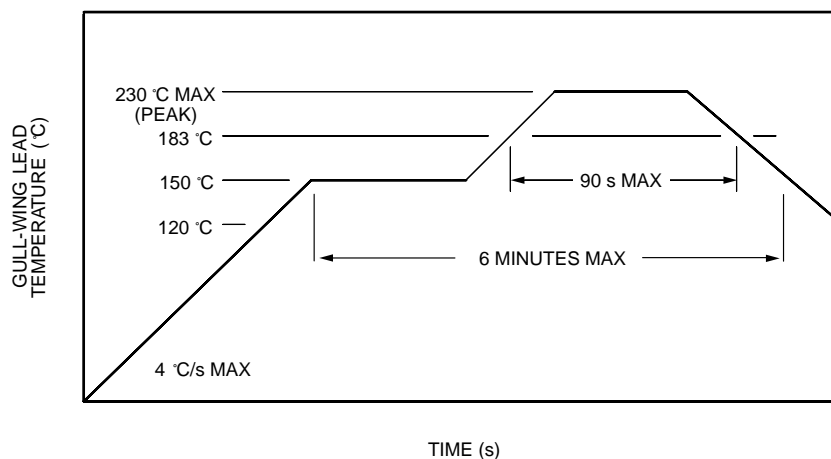 230 °C MAX
(PEAK)
183 °C
150 °C
90 s MAX
120 °C
6 MINUTES MAX
4 °C/s MAX
GULL-WING LEAD
TEMPERATURE (°C)
TIME (s)